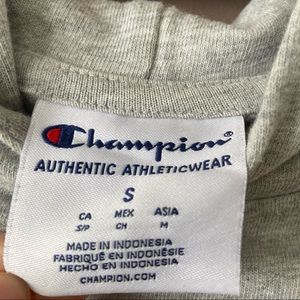 Champion®
AUTHENTIC ATHLETICWEAR
S
CA MEX ASIA
S/P CH M
MADE IN INDONESIA
FABRIQUÉ EN INDONÉSIE
HECHO EN INDONESIA
CHAMPION.COM